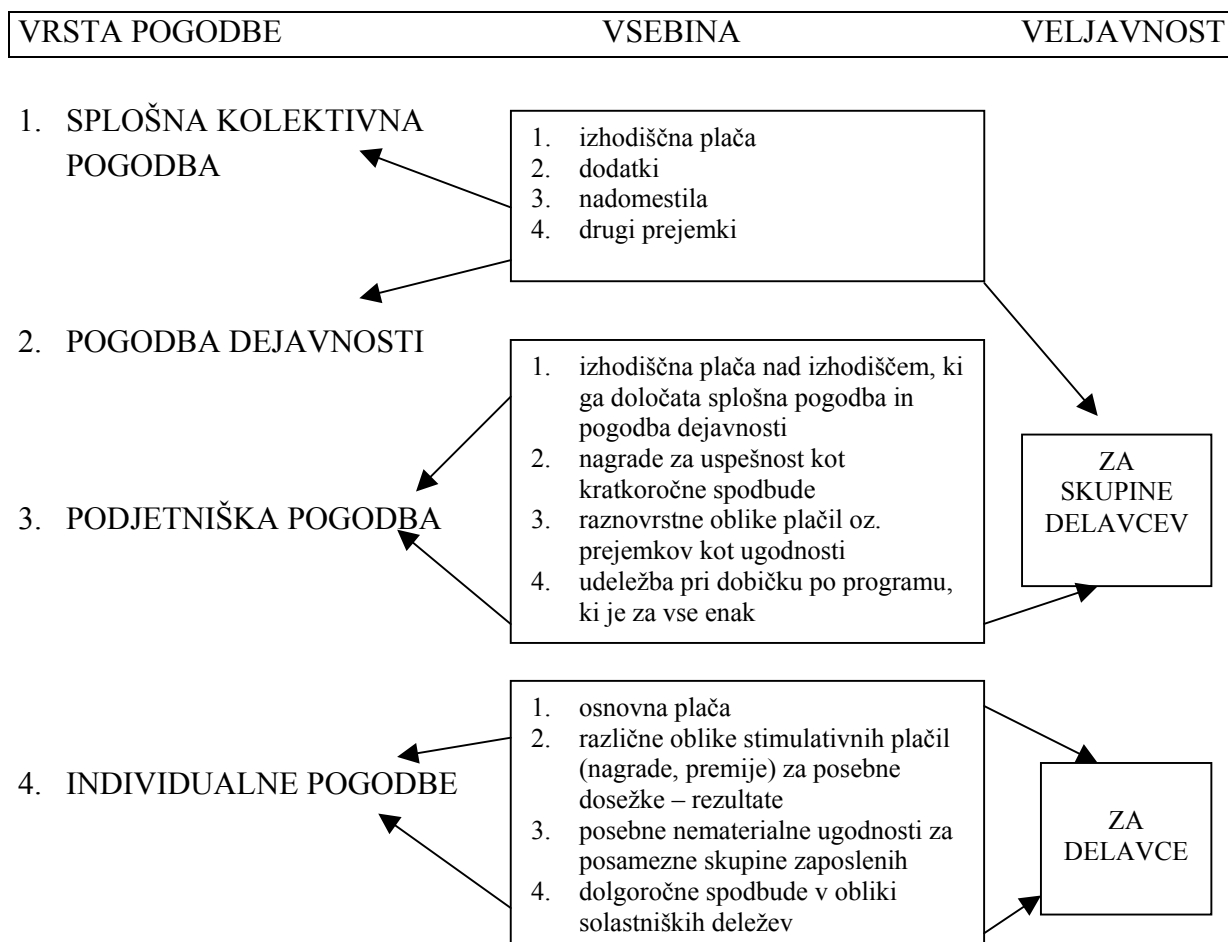 VRSTA POGODBE VSEBINA VELJAVNOST
1. SPLOŠNA KOLEKTIVNA
POGODBA
1. izhodiščna plača
2. dodatki
3. nadomestila
4. drugi prejemki
2. POGODBA DEJAVNOSTI
1. izhodiščna plača nad izhodiščem, ki
ga določata splošna pogodba in
pogodba dejavnosti
2. nagrade za uspešnost kot
kratkoročne spodbude
3. raznovrstne oblike plačil oz.
prejemkov kot ugodnosti
4. udeležba pri dobičku po programu,
ki je za vse enak
ZA
SKUPINE
DELAVCEV
3. PODJETNIŠKA POGODBA
1. osnovna plača
2. različne oblike stimulativnih plačil
(nagrade, premije) za posebne
dosežke – rezultate
3. posebne nematerialne ugodnosti za
posamezne skupine zaposlenih
4. dolgoročne spodbude v obliki
solastniških deležev
4. INDIVIDUALNE POGODBE
ZA
DELAVCE